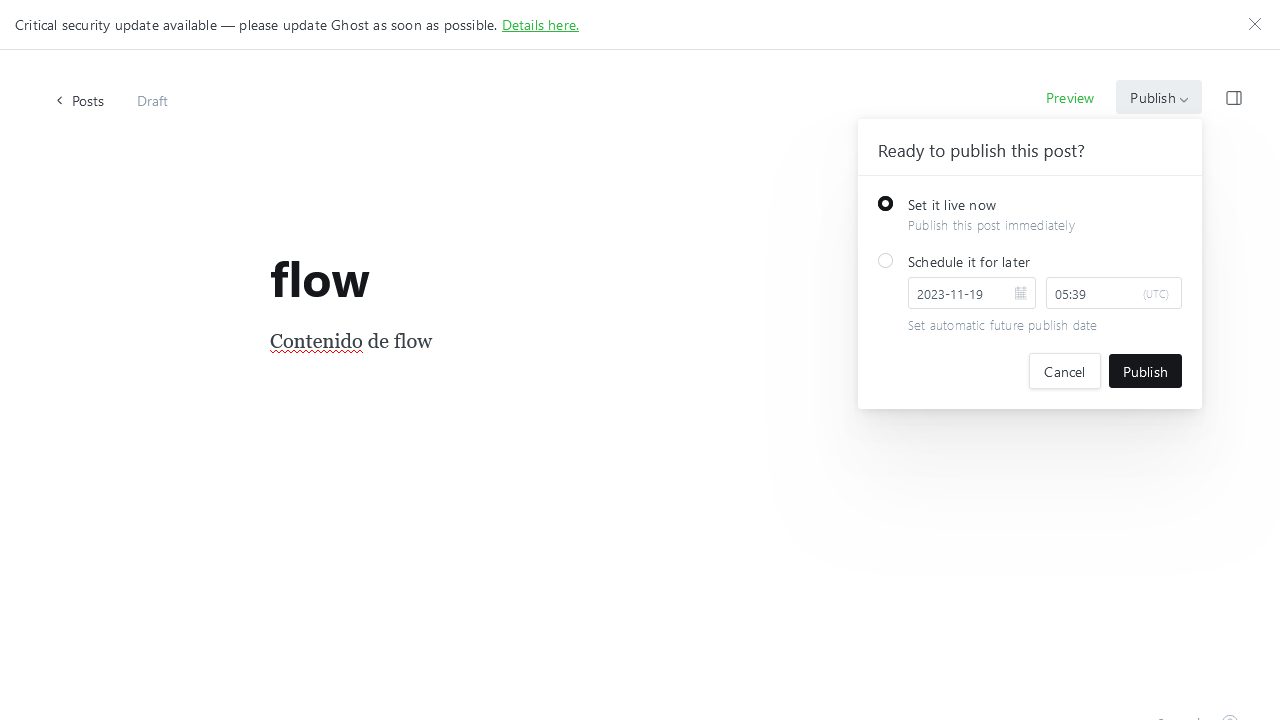 Critical security update available — please update Ghost as soon as possible. Details here.
Posts
Draft
Preview
Publish
Ready to publish this post?
Set it live now
Publish this post immediately
Schedule it for later
2023-11-19
05:39
(UTC)
Set automatic future publish date
Cancel
Publish
flow
Contenido de flow